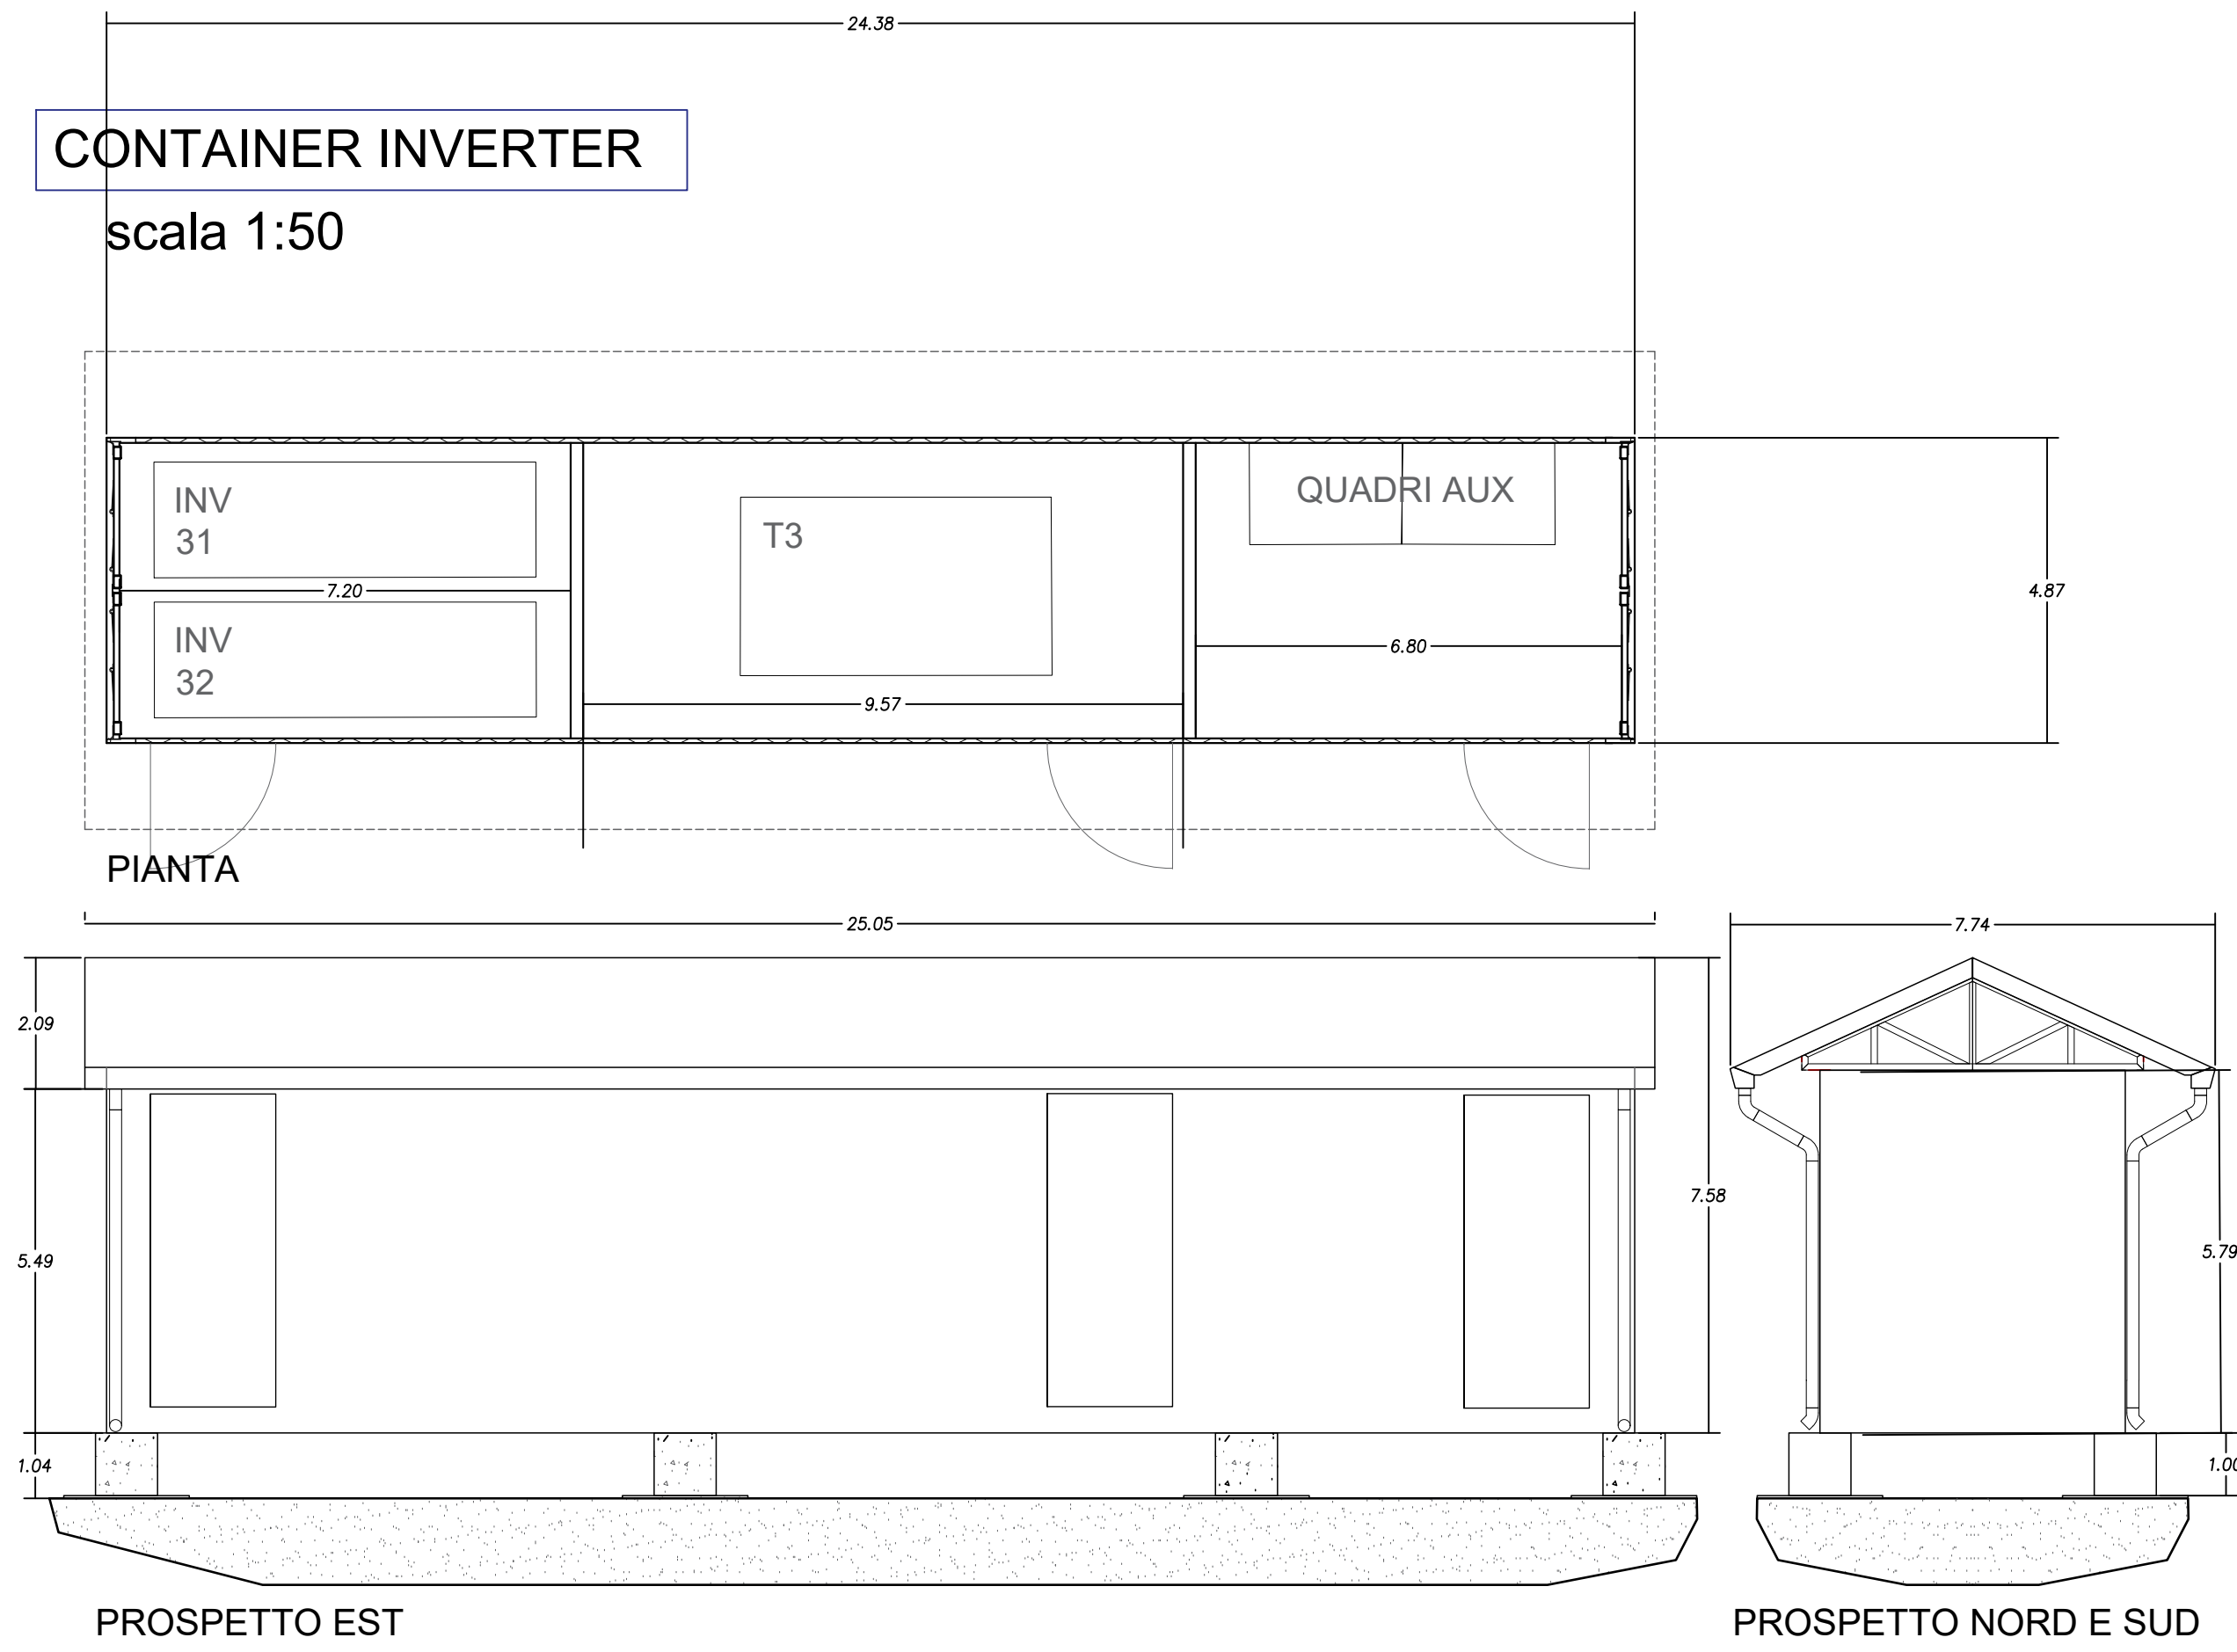 24.38
CONTAINER INVERTER
scala 1:50
INV
31
QUADRI AUX
T3
7.20
4.87
INV
32
6.80
9.57
PIANTA
25.05
7.74
2.09
7.58
5.49
5.79
1.04
1.00
PROSPETTO EST
PROSPETTO NORD E SUD